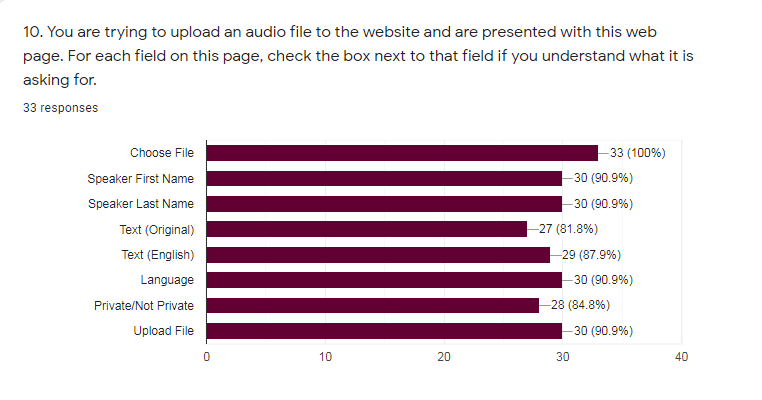 10. You are trying to upload an audio file to the website and are presented with this web
page. For each field on this page, check the box next to that field if you understand what it is
asking for.
33 responses
Choose File 33 (100%)
Speaker First Name 30 (90.9%)
Speaker Last Name 30 (90.9%)
Text (Original) 27 (81.8%)
Text (English) 29 (87.9%)
Language 30 (90.9%)
Private/Not Private 28 (84.8%)
Upload File 30 (90.9%)
0 10 20 30 40